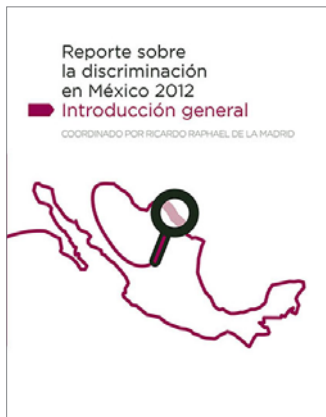 Reporte sobre
la discriminación
en México 2012
Introducción general
COORDINADO POR RICARDO RAPHAEL DE LA MADRID